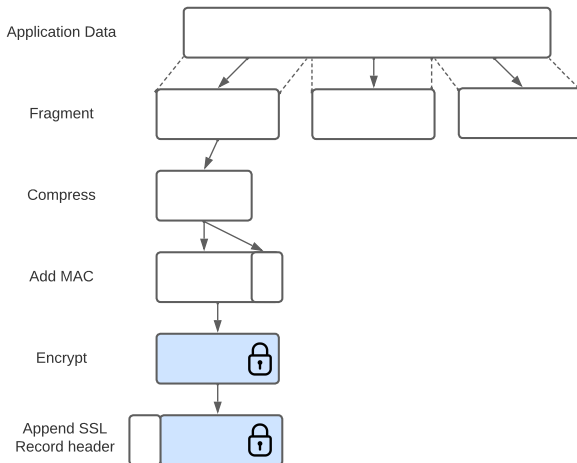 Application Data
Fragment
Compress
Add MAC
Encrypt
Append SSL
Record header